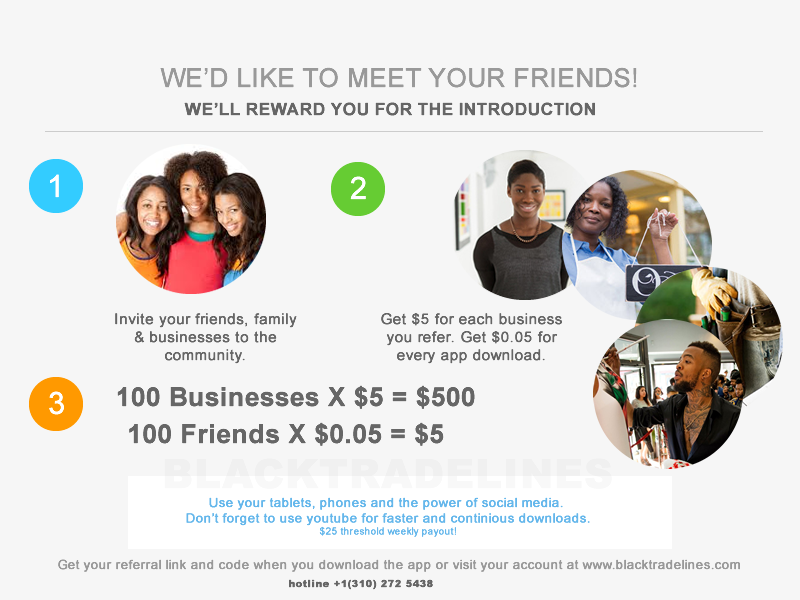 WE'D LIKE TO MEET YOUR FRIENDS!
WE'LL REWARD YOU FOR THE INTRODUCTION
1
2
Invite your friends, family
& businesses to the
community.
Get $5 for each business
you refer. Get $0.05 for
every app download.
3
100 Businesses X $5 = $500
100 Friends X $0.05 = $5
BLACKTRADELINES
Use your tablets, phones and the power of social media.
Don't forget to use youtube for faster and continious downloads.
$25 threshold weekly payout!
Get your referral link and code when you download the app or visit your account at www.blacktradelines.com
hotline +1(310) 272 5438